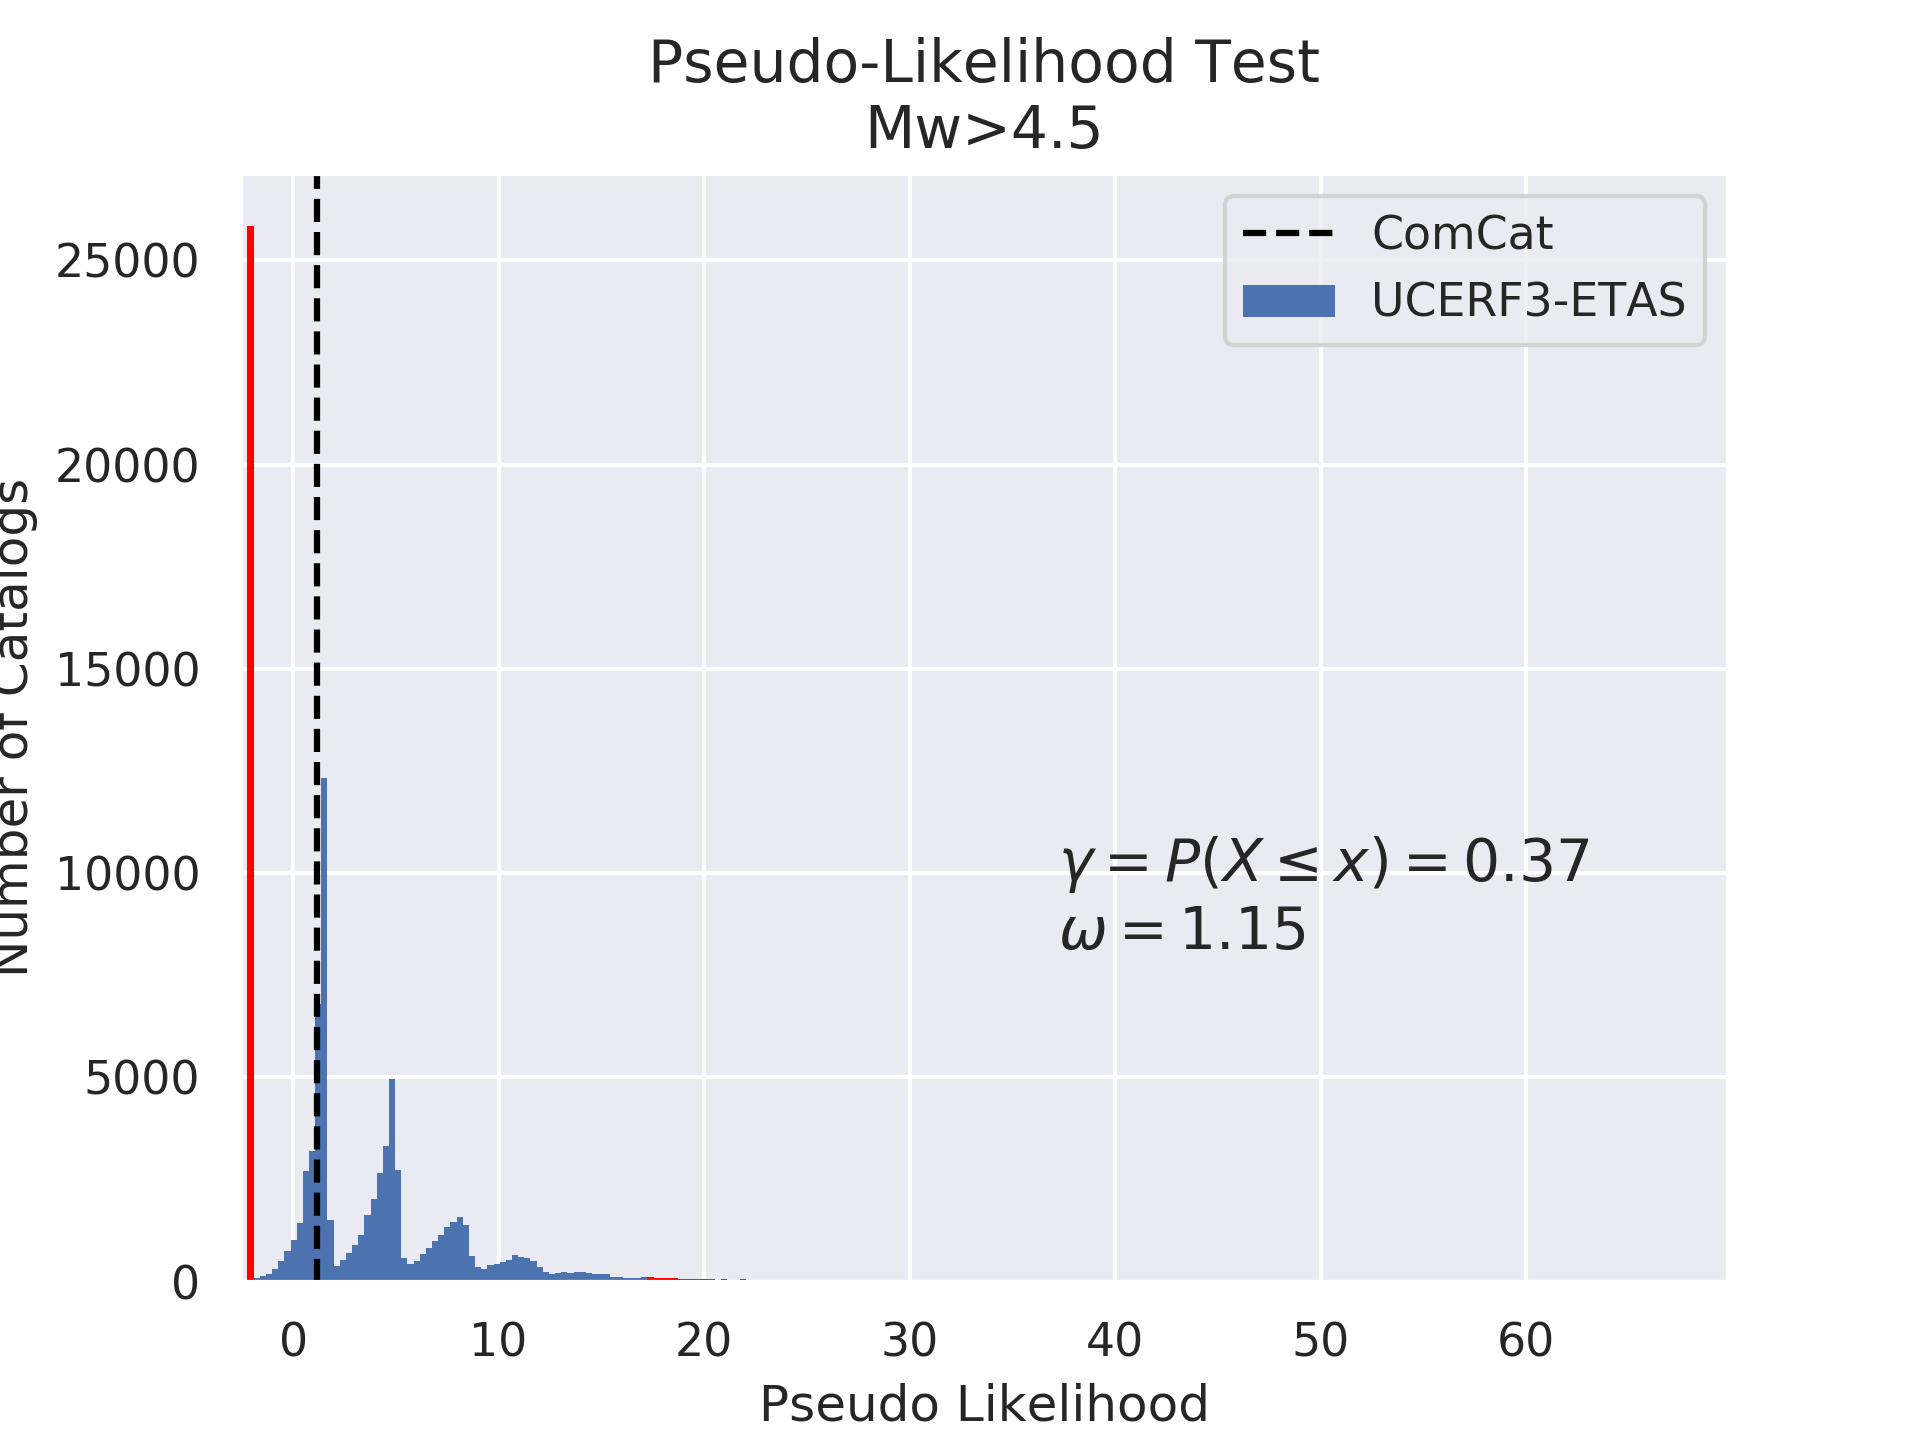 Pseudo-Likelihood Test
Mw>4.5
ComCat
UCERF3-ETAS
25000
20000
15000
10000
5000
0
Number of Catalogs
γ = P(X ≤ x) = 0.37
ω = 1.15
0 10 20 30 40 50 60
Pseudo Likelihood